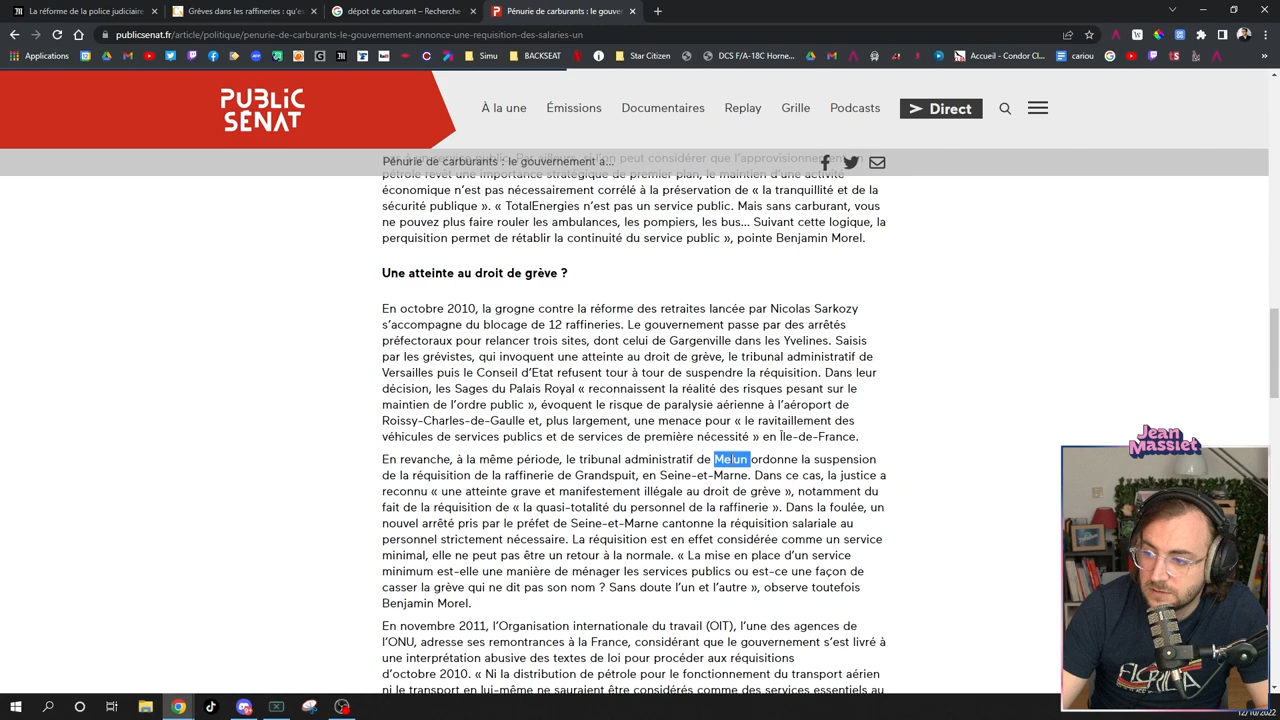 La réforme de la police judiciaire
Grèves dans les raffineries : qu'es
dépot de carburant – Recherche
Pénurie de carburants : le gouver
publicsenat.fr/article/politique/penurie-de-carburants-le-gouvernement-annonce-une-requisition-des-salaries-un
Applications
Simu
BACKSEAT
Star Citizen
DCS F/A-18C Horne...
Accueil - Condor Cl...
cariou
PUBLIC
SÉNAT
À la une
Émissions
Documentaires
Replay
Grille
Podcasts
Direct
Pénurie de carburants : le gouvernement a...
pétrole revêt une importance stratégique de premier plan, le maintien d'une activité
économique n'est pas nécessairement corrélé à la préservation de « la tranquillité et de la
sécurité publique ». « TotalEnergies n'est pas un service public. Mais sans carburant, vous
ne pouvez plus faire rouler les ambulances, les pompiers, les bus… Suivant cette logique, la
perquisition permet de rétablir la continuité du service public », pointe Benjamin Morel.
Une atteinte au droit de grève ?
En octobre 2010, la grogne contre la réforme des retraites lancée par Nicolas Sarkozy
s'accompagne du blocage de 12 raffineries. Le gouvernement passe par des arrêtés
préfectoraux pour relancer trois sites, dont celui de Gargenville dans les Yvelines. Saisis
par les grévistes, qui invoquent une atteinte au droit de grève, le tribunal administratif de
Versailles puis le Conseil d'Etat refusent tour à tour de suspendre la réquisition. Dans leur
décision, les Sages du Palais Royal « reconnaissent la réalité des risques pesant sur le
maintien de l'ordre public », évoquent le risque de paralysie aérienne à l'aéroport de
Roissy-Charles-de-Gaulle et, plus largement, une menace pour « le ravitaillement des
véhicules de services publics et de services de première nécessité » en Île-de-France.
En revanche, à la même période, le tribunal administratif de Melun ordonne la suspension
de la réquisition de la raffinerie de Grandspuit, en Seine-et-Marne. Dans ce cas, la justice a
reconnu « une atteinte grave et manifestement illégale au droit de grève », notamment du
fait de la réquisition de « la quasi-totalité du personnel de la raffinerie ». Dans la foulée, un
nouvel arrêté pris par le préfet de Seine-et-Marne cantonne la réquisition salariale au
personnel strictement nécessaire. La réquisition est en effet considérée comme un service
minimal, elle ne peut pas être un retour à la normale. « La mise en place d'un service
minimum est-elle une manière de ménager les services publics ou est-ce une façon de
casser la grève qui ne dit pas son nom ? Sans doute l'un et l'autre », observe toutefois
Benjamin Morel.
En novembre 2011, l'Organisation internationale du travail (OIT), l'une des agences de
l'ONU, adresse ses remontrances à la France, considérant que le gouvernement s'est livré à
une interprétation abusive des textes de loi pour procéder aux réquisitions
d'octobre 2010. « Ni la distribution de pétrole pour le fonctionnement du transport aérien
ni le transport en lui-même ne sauraient être considérés comme des services essentiels au
Jean
Massiet
12/10/2022